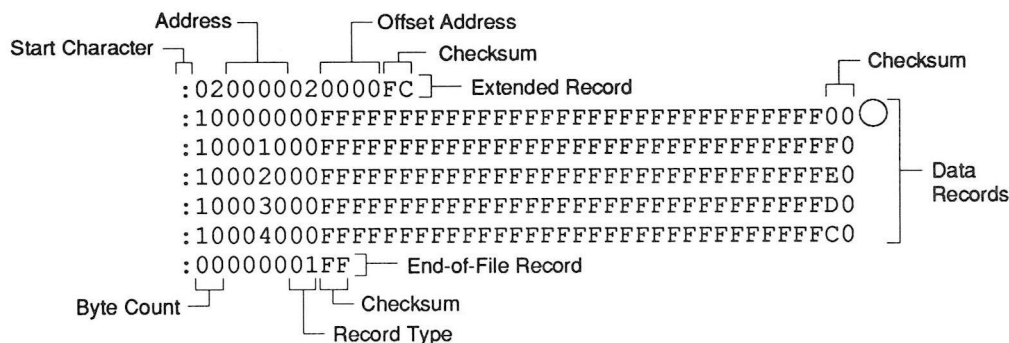 Address Offset Address
Start Character Checksum Checksum
:020000020000FC Extended Record
:10000000FFFFFFFFFFFFFFFFFFFFFFFFFFFFFFFF00
:10001000FFFFFFFFFFFFFFFFFFFFFFFFFFFFFFFFF0
:10002000FFFFFFFFFFFFFFFFFFFFFFFFFFFFFFFFE0 Data
:10003000FFFFFFFFFFFFFFFFFFFFFFFFFFFFFFFFD0 Records
:10004000FFFFFFFFFFFFFFFFFFFFFFFFFFFFFFFFC0
:00000001FF End-of-File Record
Byte Count Checksum
Record Type